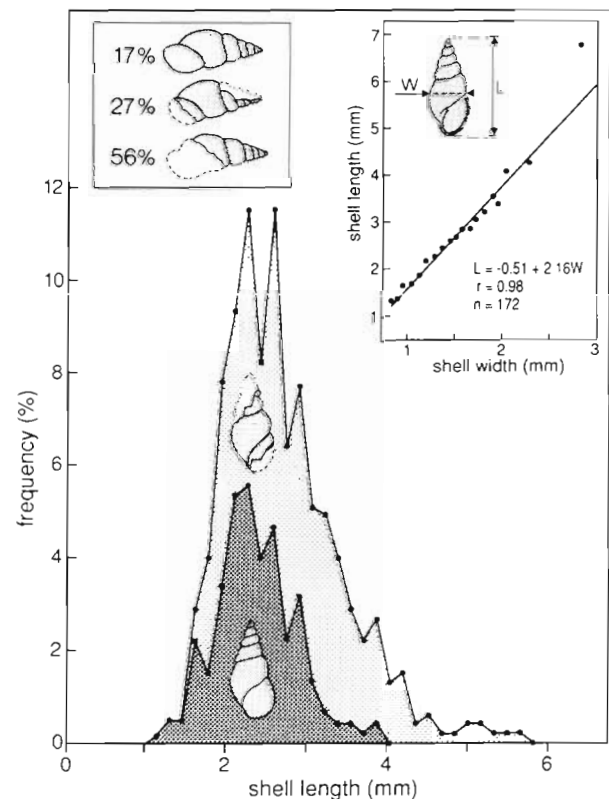 17%
27%
56%
W
L
7
6
5
4
3
2
1
shell length (mm)
L = -0.51 + 2 16W
r = 0.98
n = 172
1
2
3
shell width (mm)
12
10
8
6
4
2
0
frequency (%)
0
2
4
6
shell length (mm)